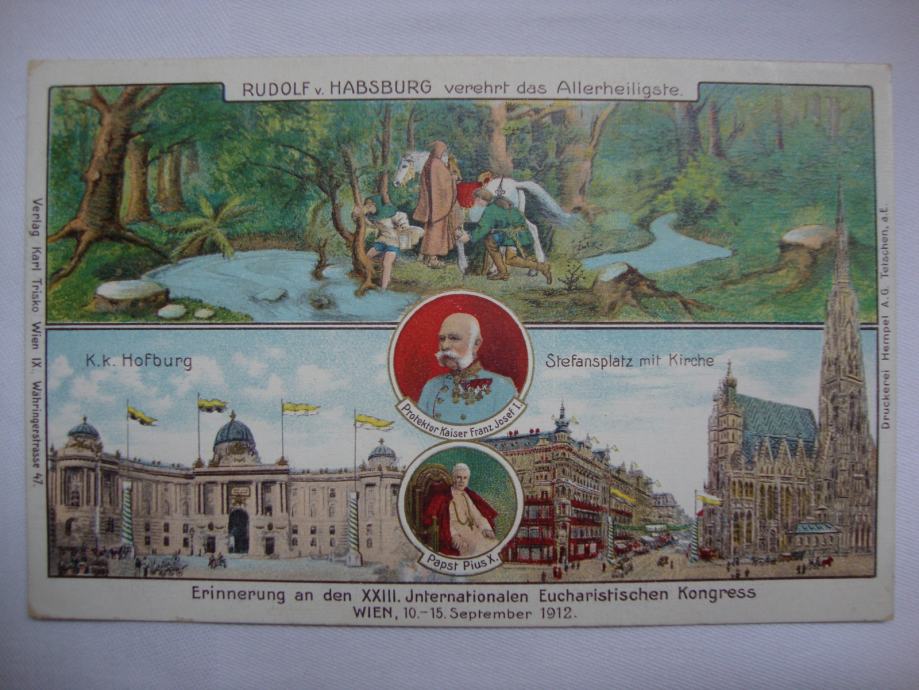 RUDOLF v. HABSBURG verehrt das Allerheiligste.
Verlag Karl Trisko Wien IX. Währingerstrasse 47.
Druckerei Hempel A.G. Tetschen, a.E.
K.k. Hofburg
Stefansplatz mit Kirche
Protektor Kaiser Franz Josef I.
Papst Pius X.
Erinnerung an den XXIII. Jnternationalen Eucharistischen Kongress
WIEN, 10.-15. September 1912.